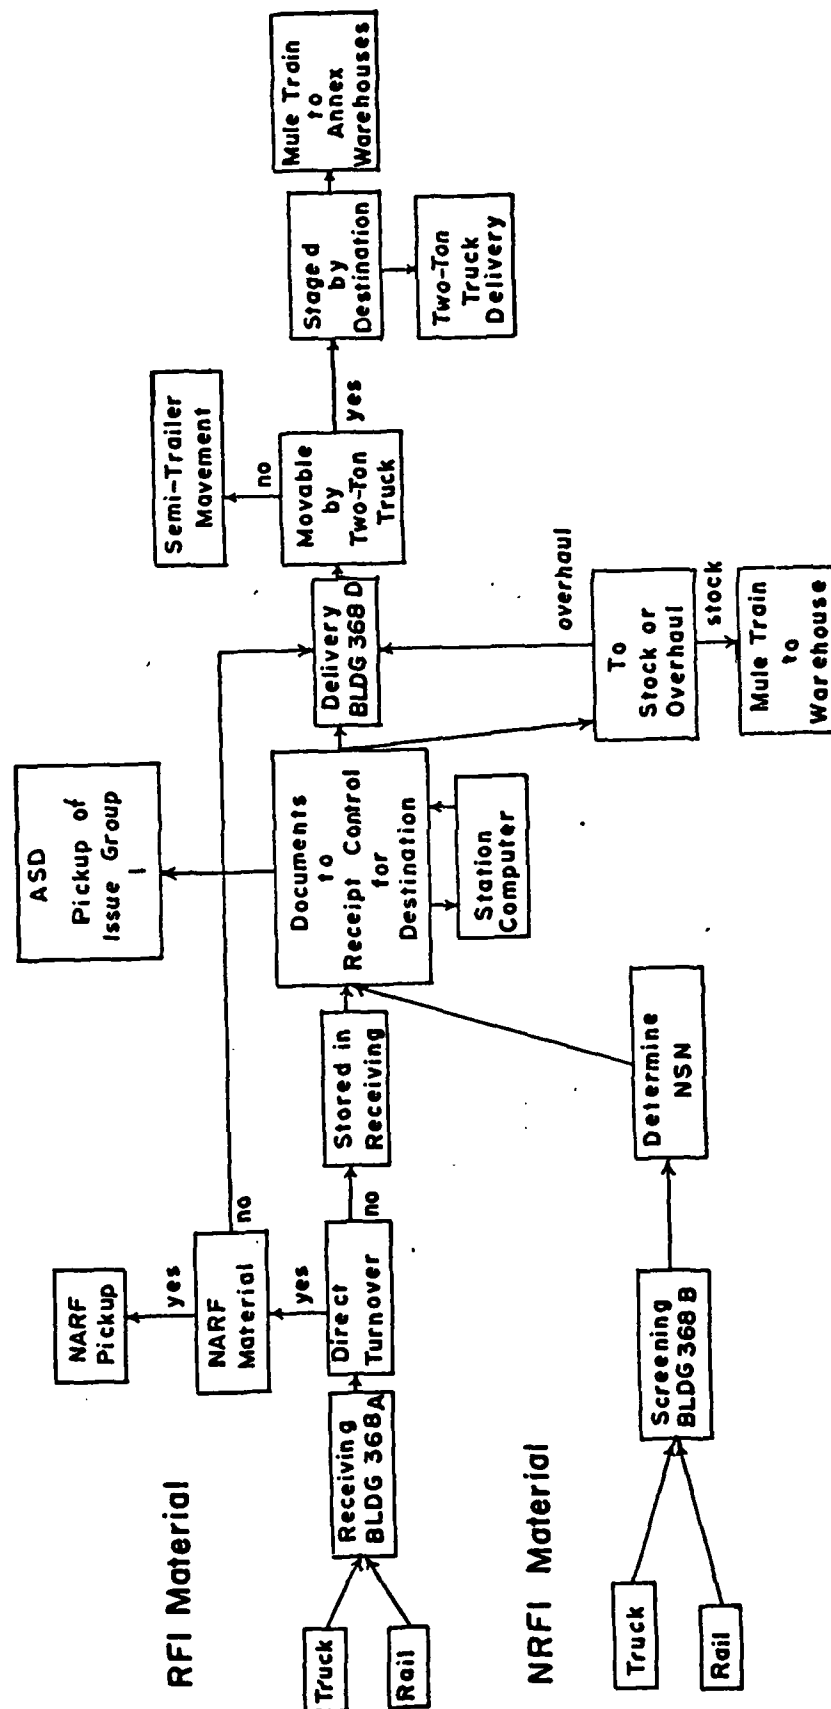 RFI Material
Truck
Rail
Receiving
BLDG 368A
Direct
Turnover
yes
no
NARF
Material
yes
no
NARF
Pickup
Stored in
Receiving
Documents
to
Receipt Control
for
Destination
Station
Computer
ASD
Pickup of
Issue Group
I
Delivery
BLDG 368 D
Movable
by
Two-Ton
Truck
no
yes
Semi-Trailer
Mavement
Staged
by
Destination
Mule Train
to
Annex
Warehouses
Two-Ton
Truck
Delivery
NRFI Material
Truck
Rail
Screening
BLDG 368 B
Determine
NSN
To
Stock or
Overhaul
overhaul
stock
Mule Train
to
Warehouse